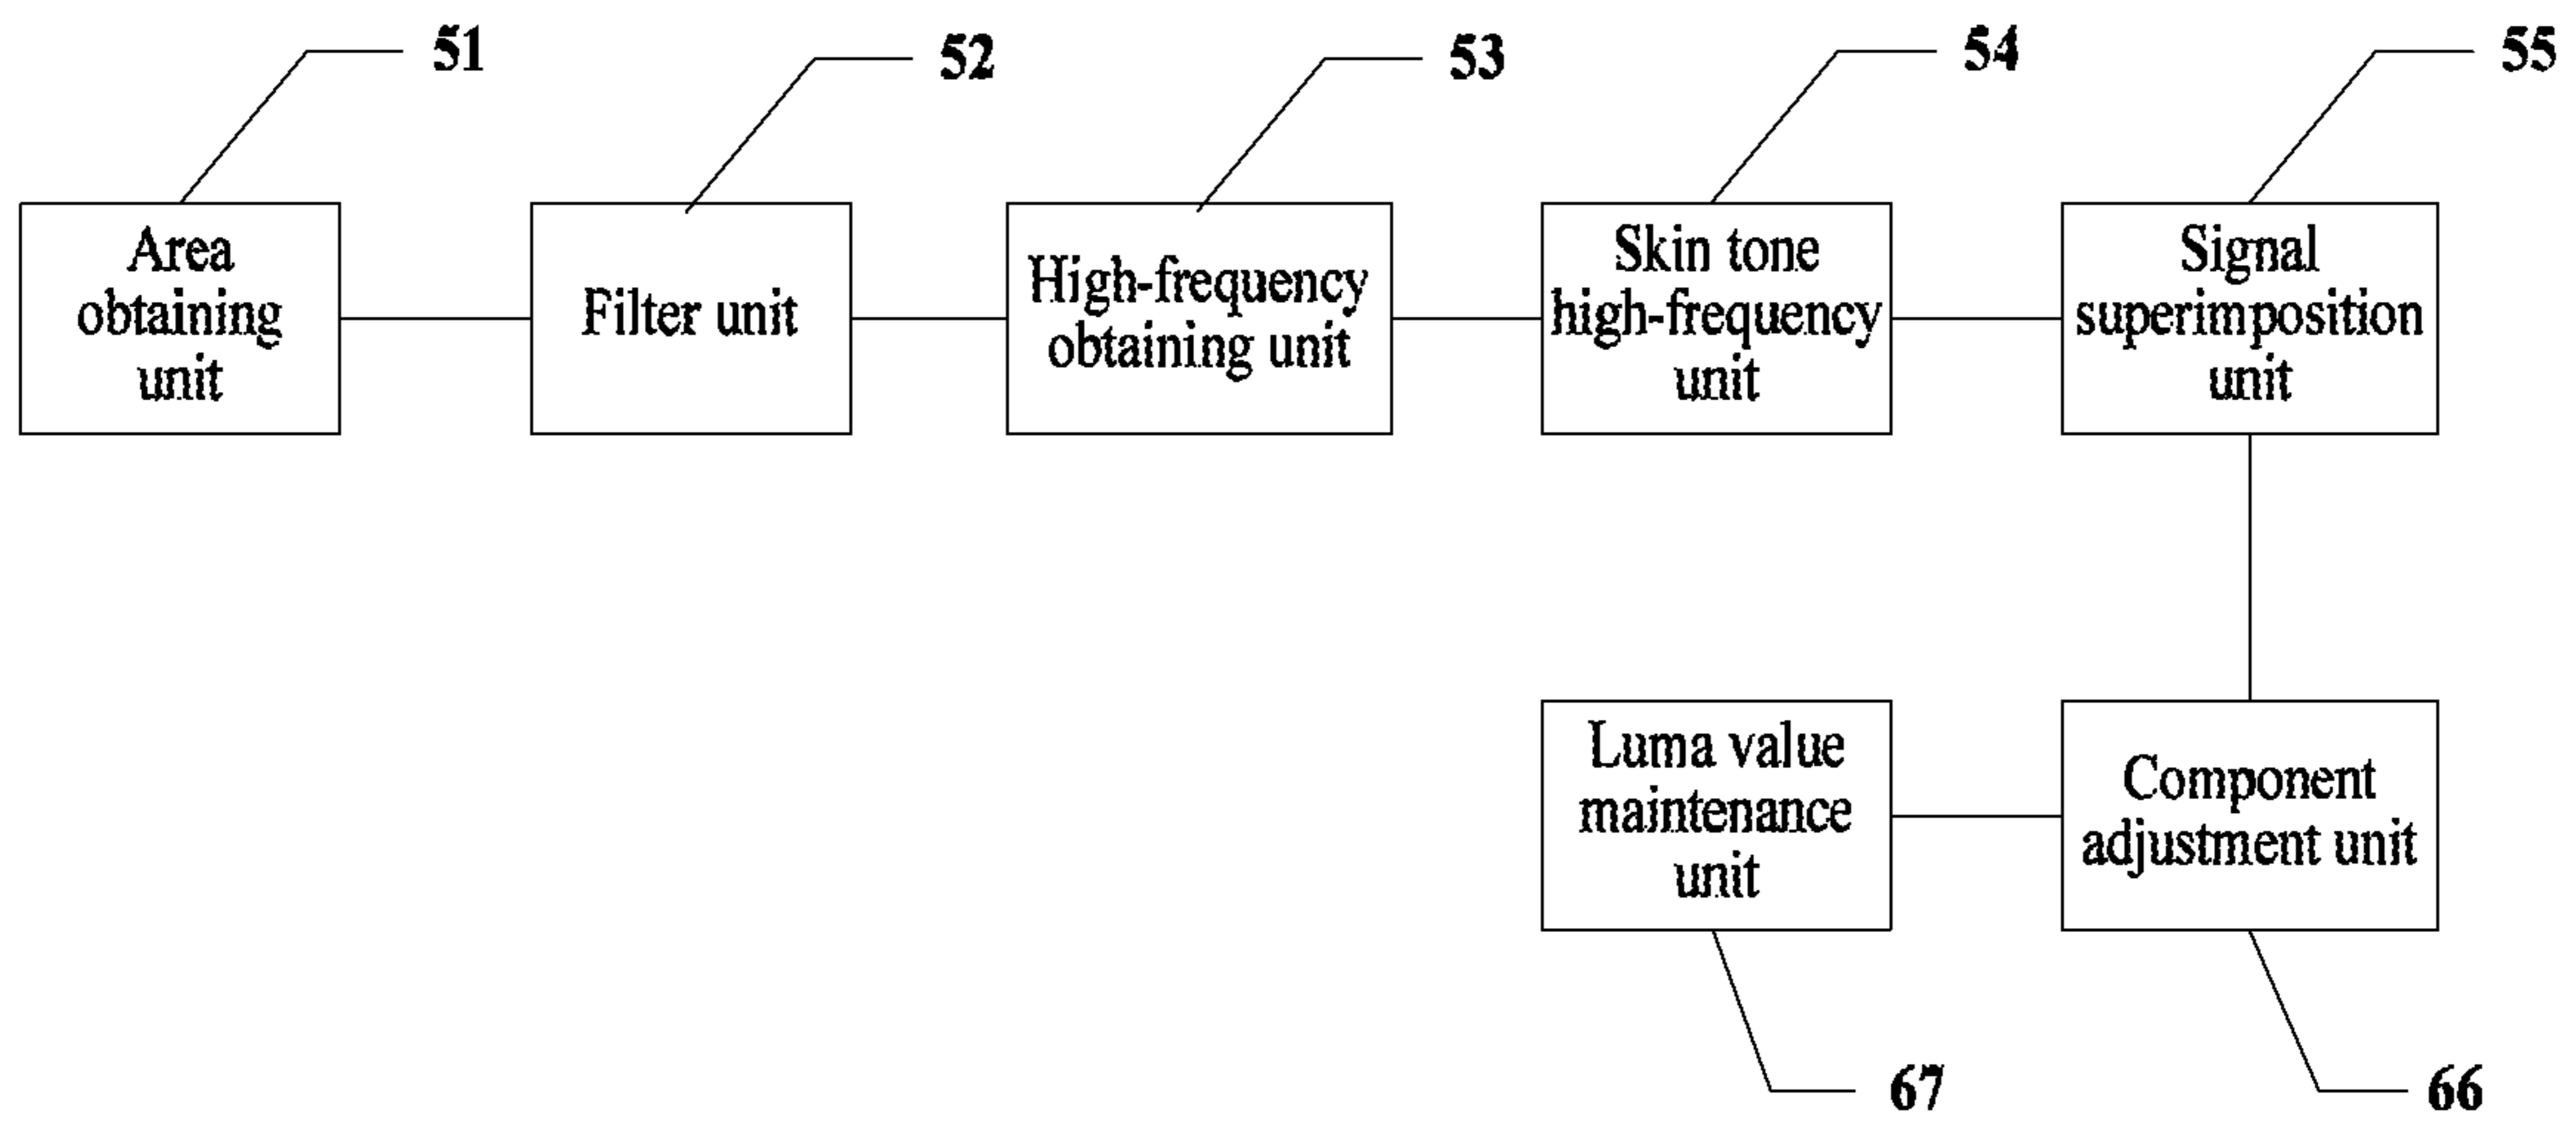 51
52
53
54
55
Area
obtaining
unit
Filter unit
High-frequency
obtaining unit
Skin tone
high-frequency
unit
Signal
superimposition
unit
Luma value
maintenance
unit
Component
adjustment unit
67
66